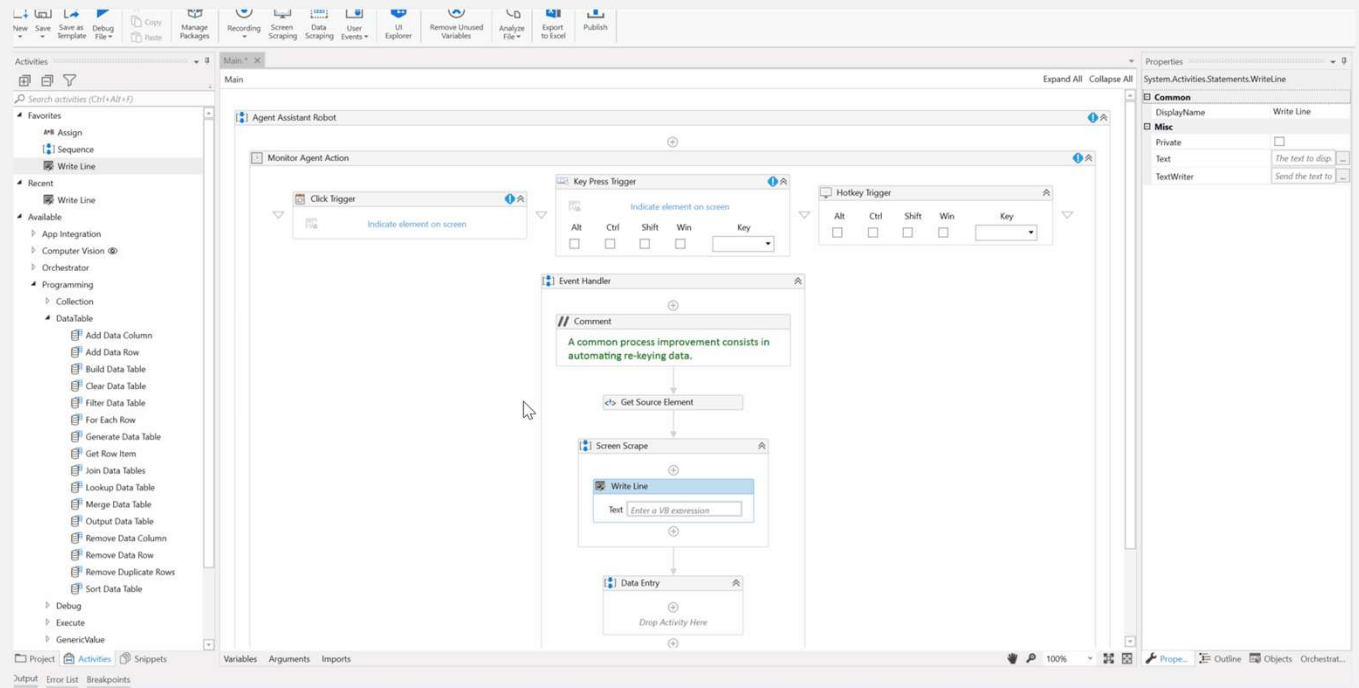 New Save Save as Template Debug File Copy Paste Manage Packages Recording Screen Scraping Data Scraping User Events UI Explorer Remove Unused Variables Analyze File Export to Excel Publish
Activities
Search activities (Ctrl+Alt+F)
Favorites
A*B Assign
Sequence
Write Line
Recent
Write Line
Available
App Integration
Computer Vision
Orchestrator
Programming
Collection
DataTable
Add Data Column
Add Data Row
Build Data Table
Clear Data Table
Filter Data Table
For Each Row
Generate Data Table
Get Row Item
Join Data Tables
Lookup Data Table
Merge Data Table
Output Data Table
Remove Data Column
Remove Data Row
Remove Duplicate Rows
Sort Data Table
Debug
Execute
GenericValue
Project Activities Snippets
Main * ×
Main Expand All Collapse All
Agent Assistant Robot
Monitor Agent Action
Click Trigger
Indicate element on screen
Key Press Trigger
Indicate element on screen
Alt Ctrl Shift Win Key
Hotkey Trigger
Alt Ctrl Shift Win Key
Event Handler
// Comment
A common process improvement consists in
automating re-keying data.
Get Source Element
Screen Scrape
Write Line
Text Enter a VB expression
Data Entry
Drop Activity Here
Variables Arguments Imports 100%
Properties
System.Activities.Statements.WriteLine
Common
DisplayName Write Line
Misc
Private
Text The text to disp. ...
TextWriter Send the text to ...
Prope... Outline Objects Orchestrat...
Output Error List Breakpoints